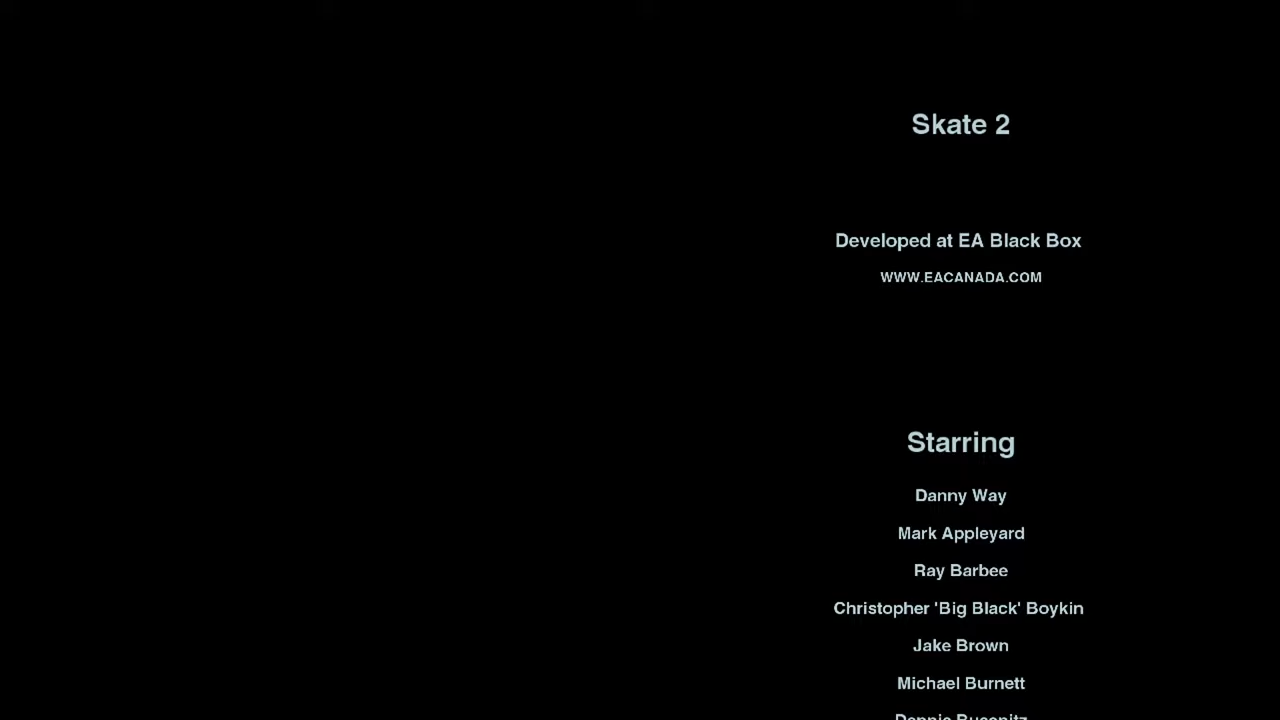 Skate 2
Developed at EA Black Box
WWW.EACANADA.COM
Starring
Danny Way
Mark Appleyard
Ray Barbee
Christopher 'Big Black' Boykin
Jake Brown
Michael Burnett